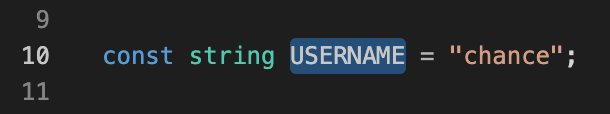 9
10 const string USERNAME = "chance";
11